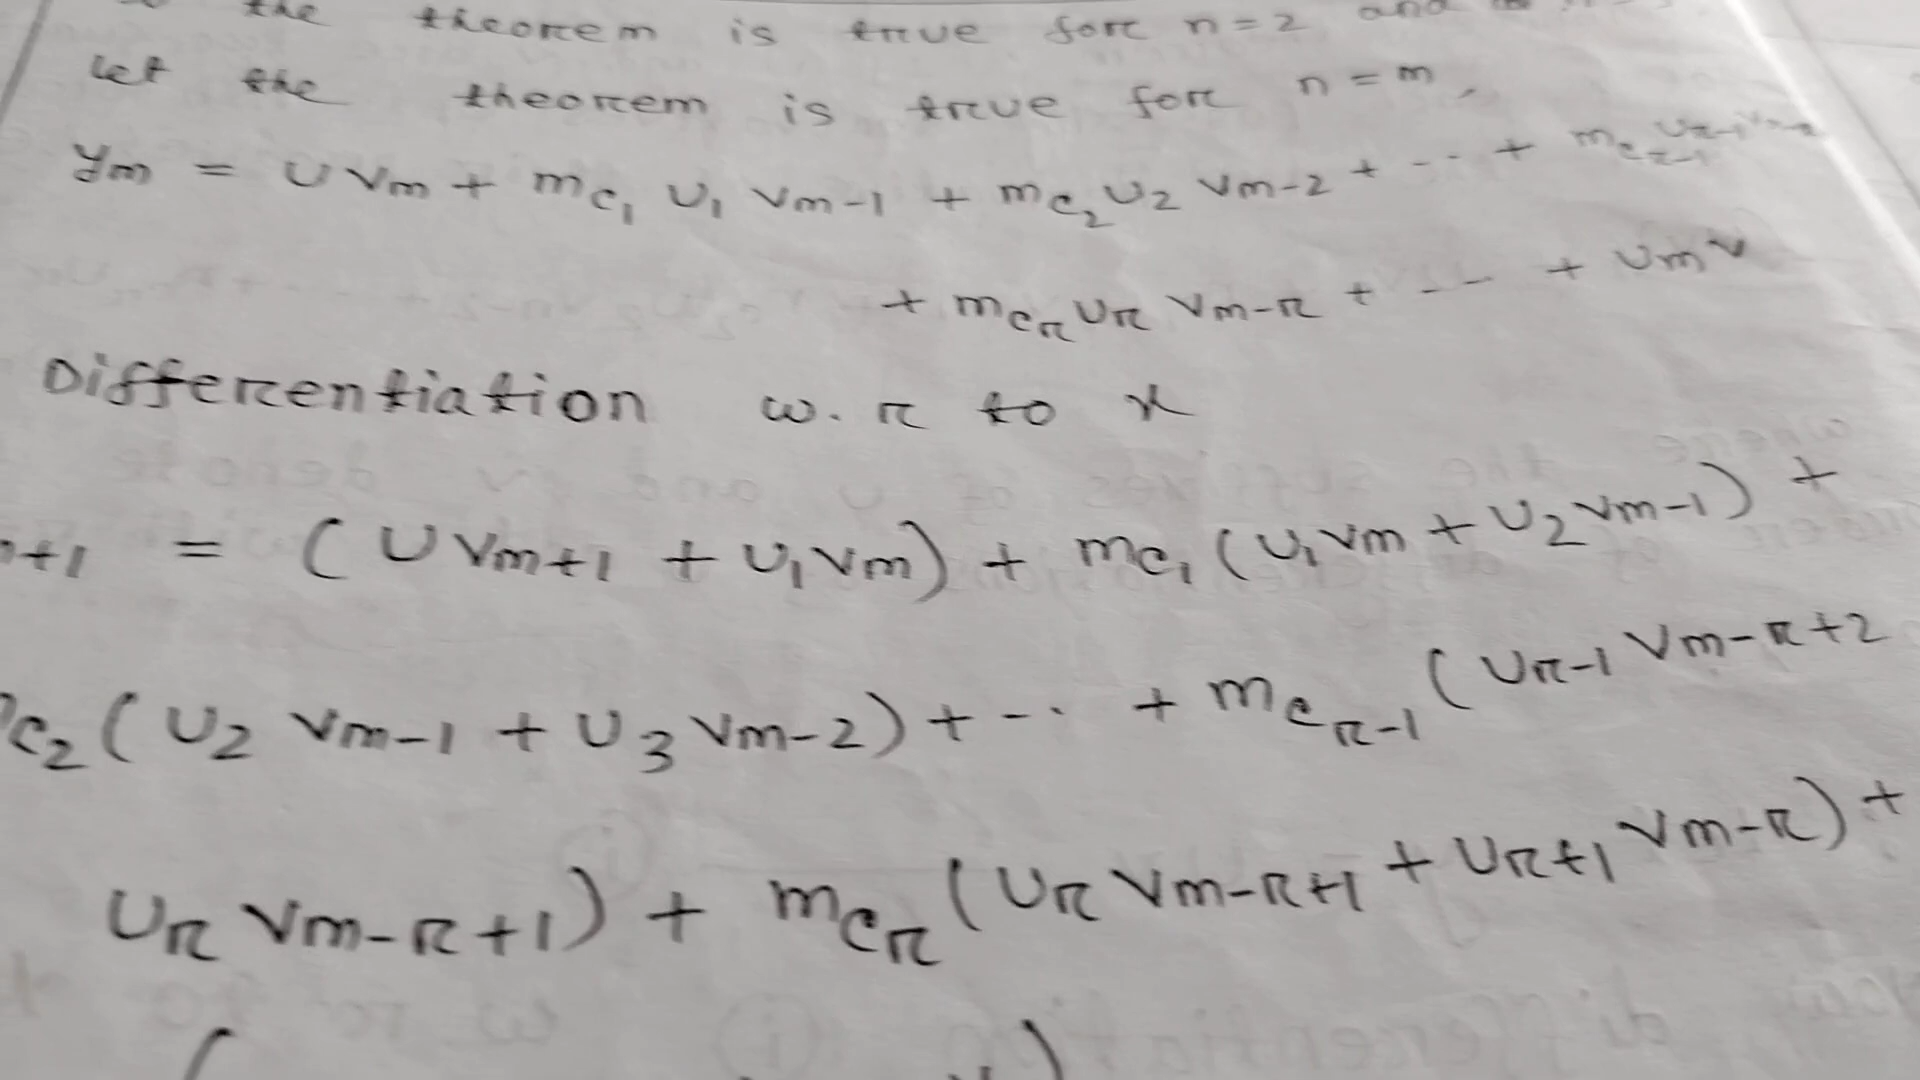 the theorem is true for n=2 and
let the theorem is true for n=m,
ym = UVm + mc₁ U₁ Vm-1 + mc₂ U₂ Vm-2 + --- + mcr-1
+ mcr Ur Vm-r + -- + Um v
Differentiation w.r to x
+1 = (UVm+1 + U₁Vm) + mc₁ (U₁Vm + U₂Vm-1) +
c₂ (U₂ Vm-1 + U₃ Vm-2) + --- + mcr-1 (Ur-1 Vm-r+2
Ur Vm-r+1) + mcr (Ur Vm-r+1 + Ur+1 Vm-r) +